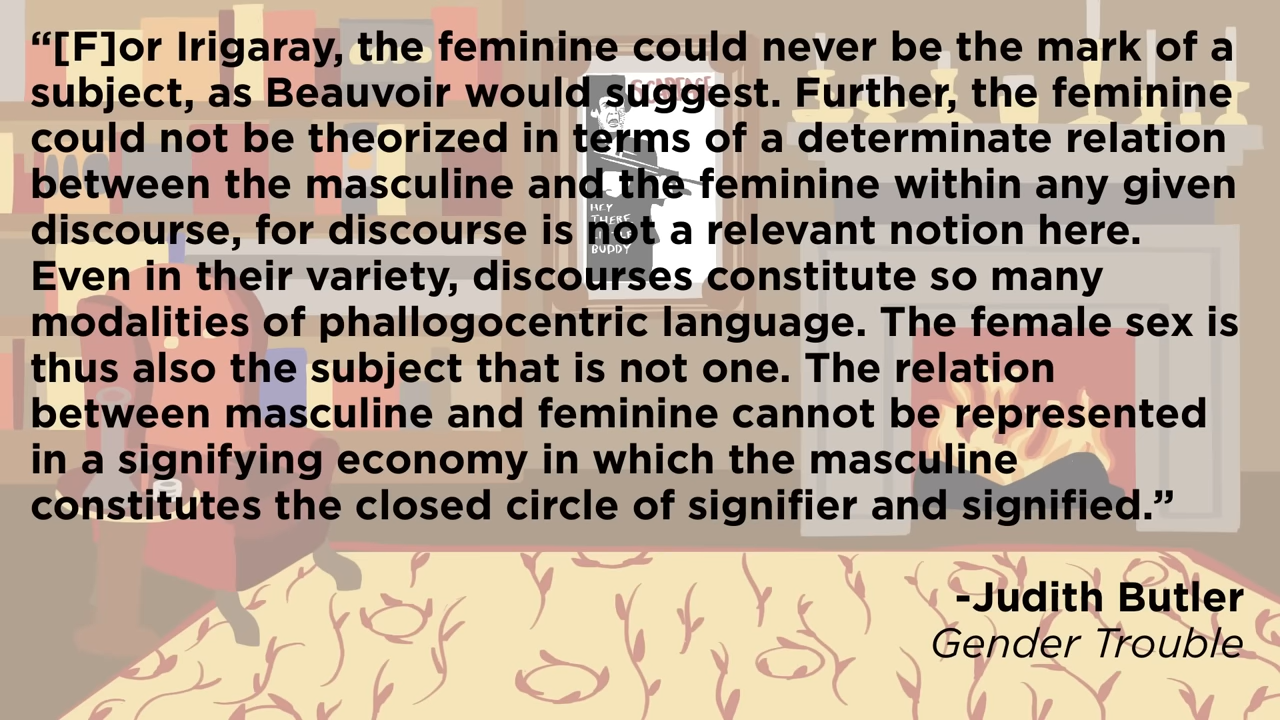 “[F]or Irigaray, the feminine could never be the mark of a
subject, as Beauvoir would suggest. Further, the feminine
could not be theorized in terms of a determinate relation
between the masculine and the feminine within any given
discourse, for discourse is not a relevant notion here.
Even in their variety, discourses constitute so many
modalities of phallogocentric language. The female sex is
thus also the subject that is not one. The relation
between masculine and feminine cannot be represented
in a signifying economy in which the masculine
constitutes the closed circle of signifier and signified.”
-Judith Butler
Gender Trouble
SCARFACE
HEY
THERE
BUDDY